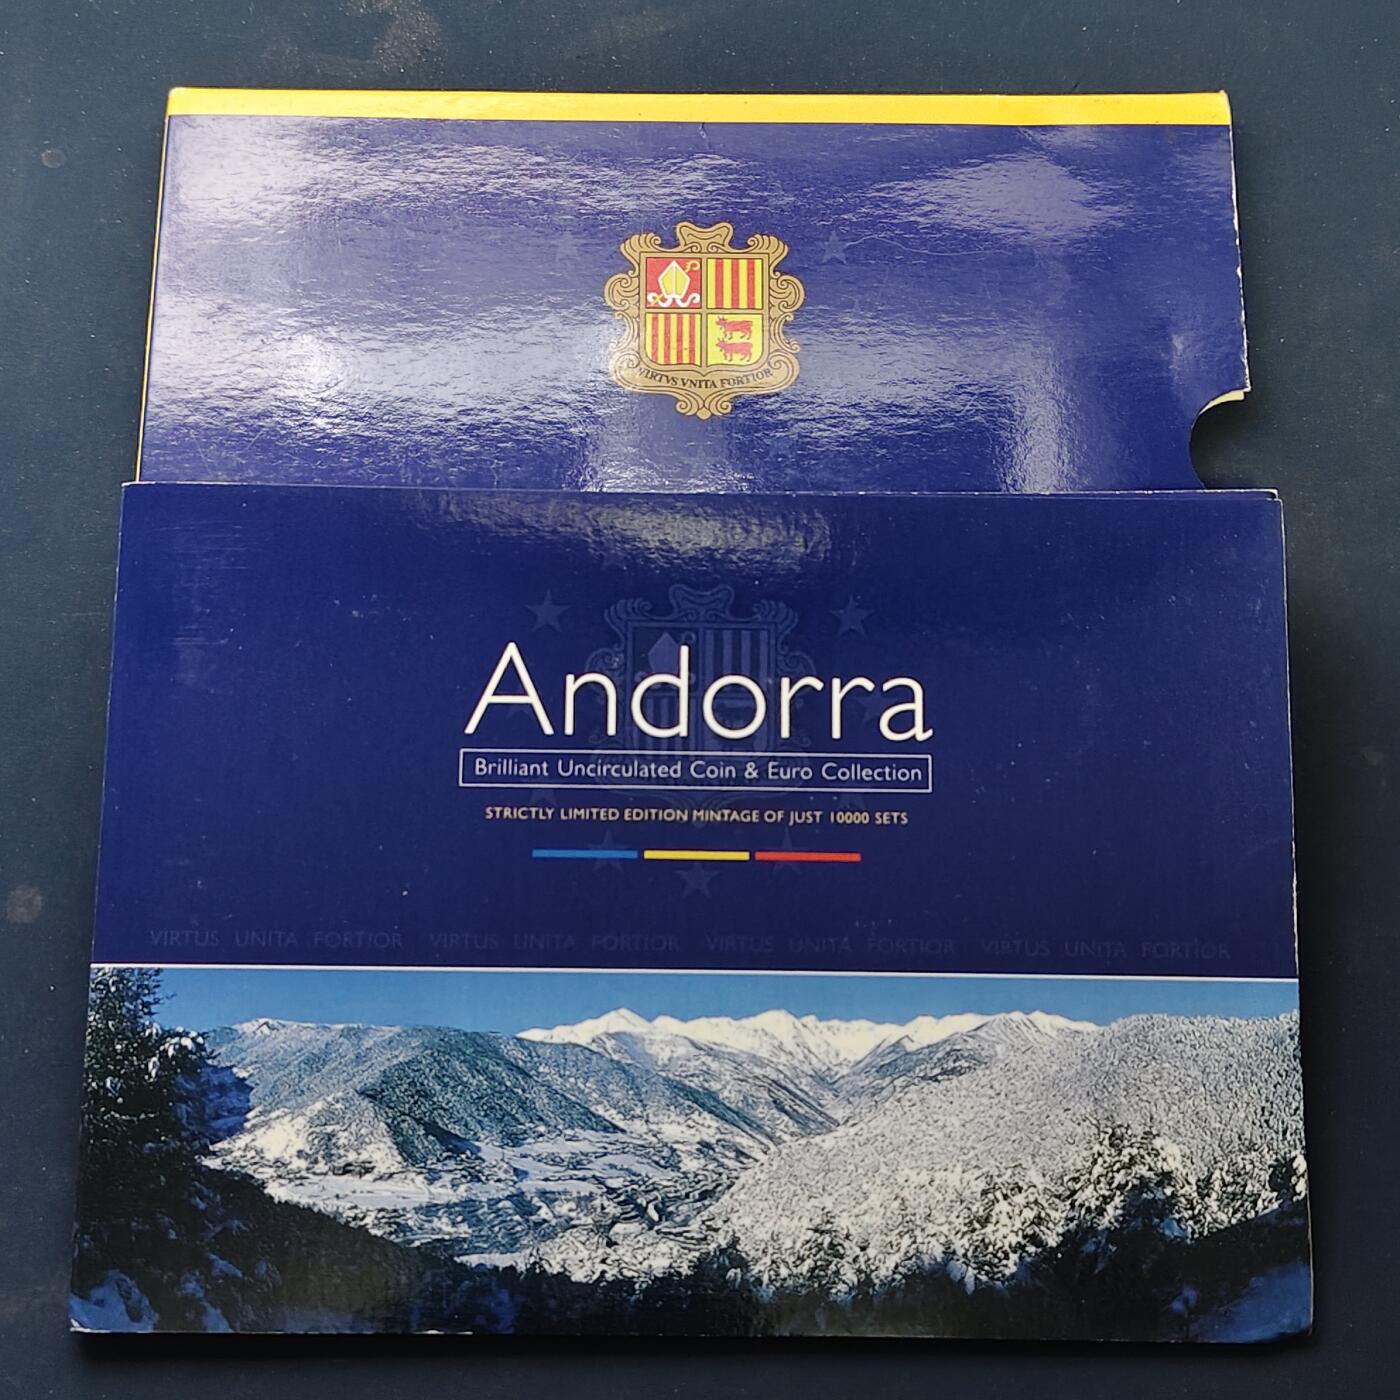 VIRTVS VNITA FORTIOR
Andorra
Brilliant Uncirculated Coin & Euro Collection
STRICTLY LIMITED EDITION MINTAGE OF JUST 10000 SETS
VIRTUS UNITA FORTIOR VIRTUS UNITA FORTIOR VIRTUS UNITA FORTIOR VIRTUS UNITA FORTIOR